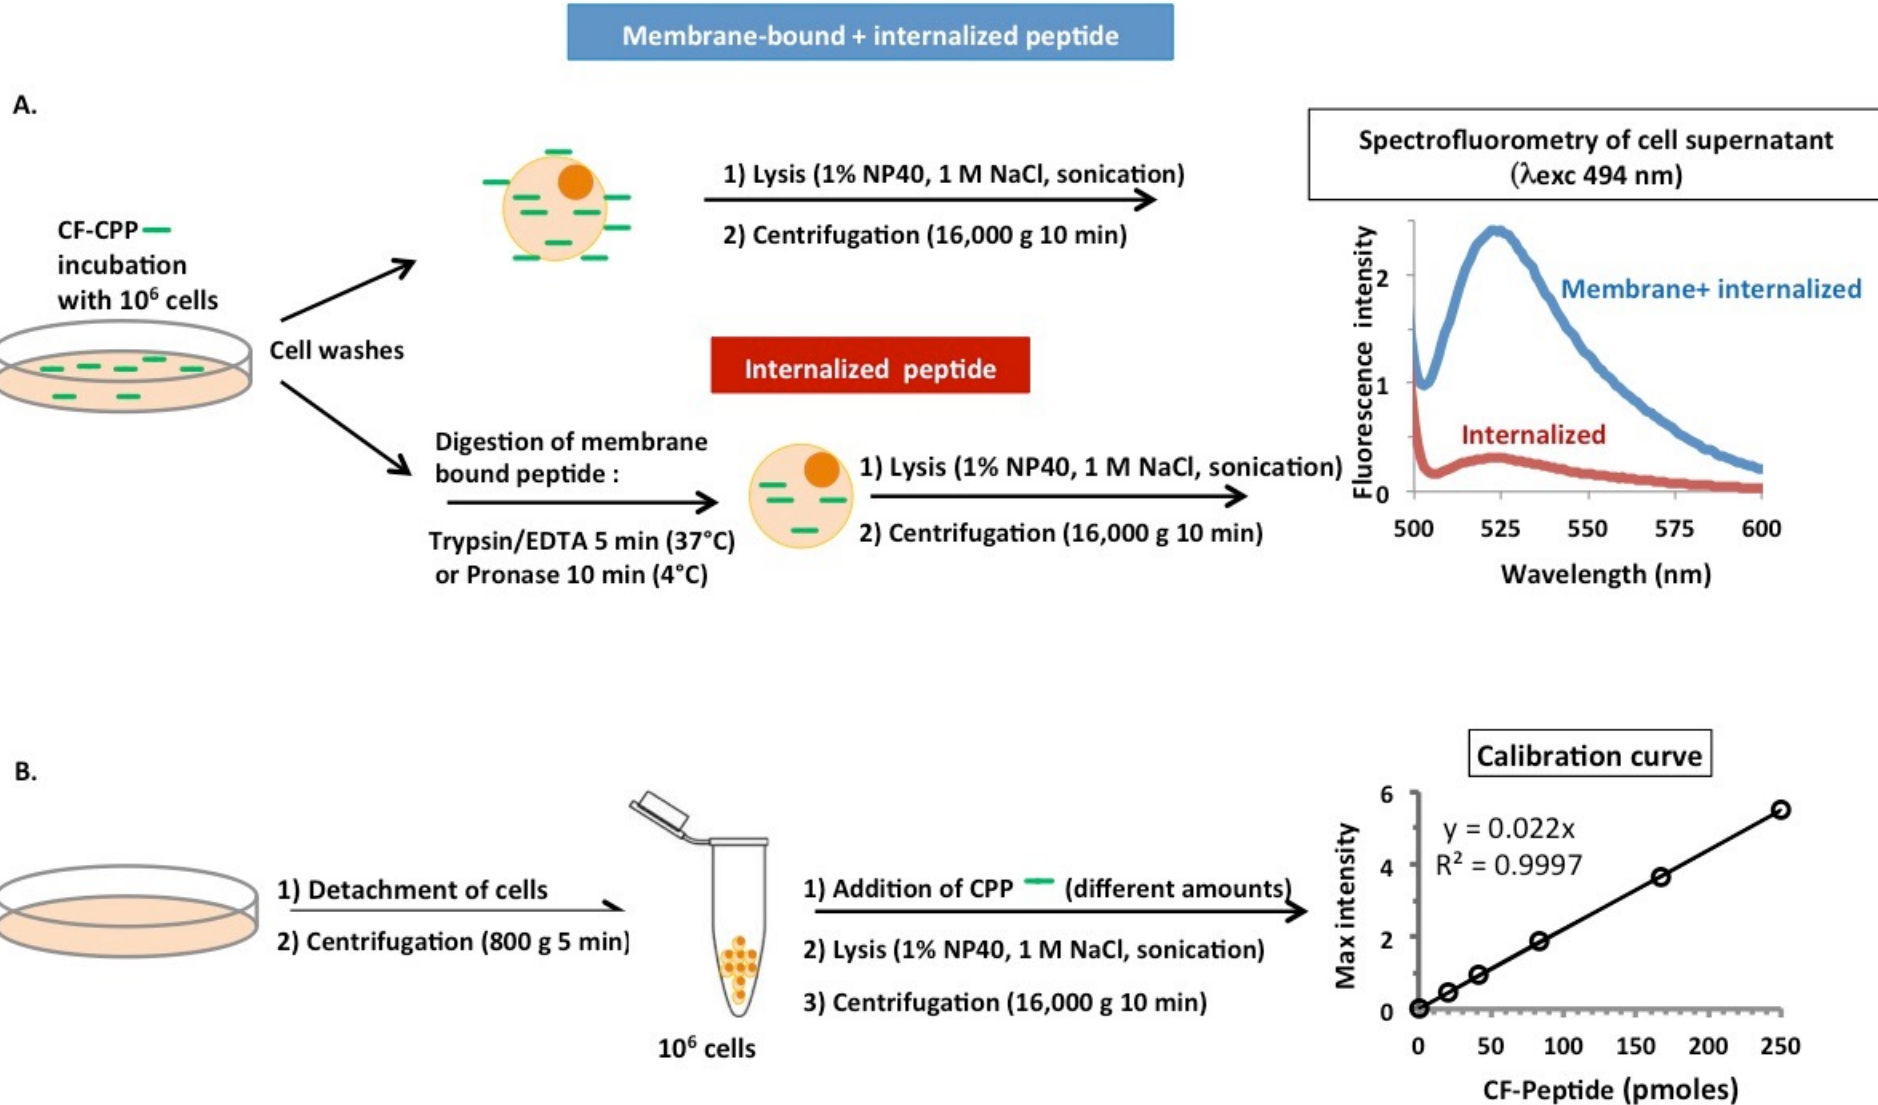 Membrane-bound + internalized peptide
A.
CF-CPP
incubation
with 10⁶ cells
Cell washes
1) Lysis (1% NP40, 1 M NaCl, sonication)
2) Centrifugation (16,000 g 10 min)
Internalized peptide
Digestion of membrane
bound peptide :
Trypsin/EDTA 5 min (37°C)
or Pronase 10 min (4°C)
1) Lysis (1% NP40, 1 M NaCl, sonication)
2) Centrifugation (16,000 g 10 min)
Spectrofluorometry of cell supernatant
(λexc 494 nm)
Fluorescence intensity
2
1
0
Membrane+ internalized
Internalized
500 525 550 575 600
Wavelength (nm)
B.
1) Detachment of cells
2) Centrifugation (800 g 5 min)
10⁶ cells
1) Addition of CPP (different amounts)
2) Lysis (1% NP40, 1 M NaCl, sonication)
3) Centrifugation (16,000 g 10 min)
Calibration curve
Max intensity
6
4
2
0
y = 0.022x
R² = 0.9997
0 50 100 150 200 250
CF-Peptide (pmoles)